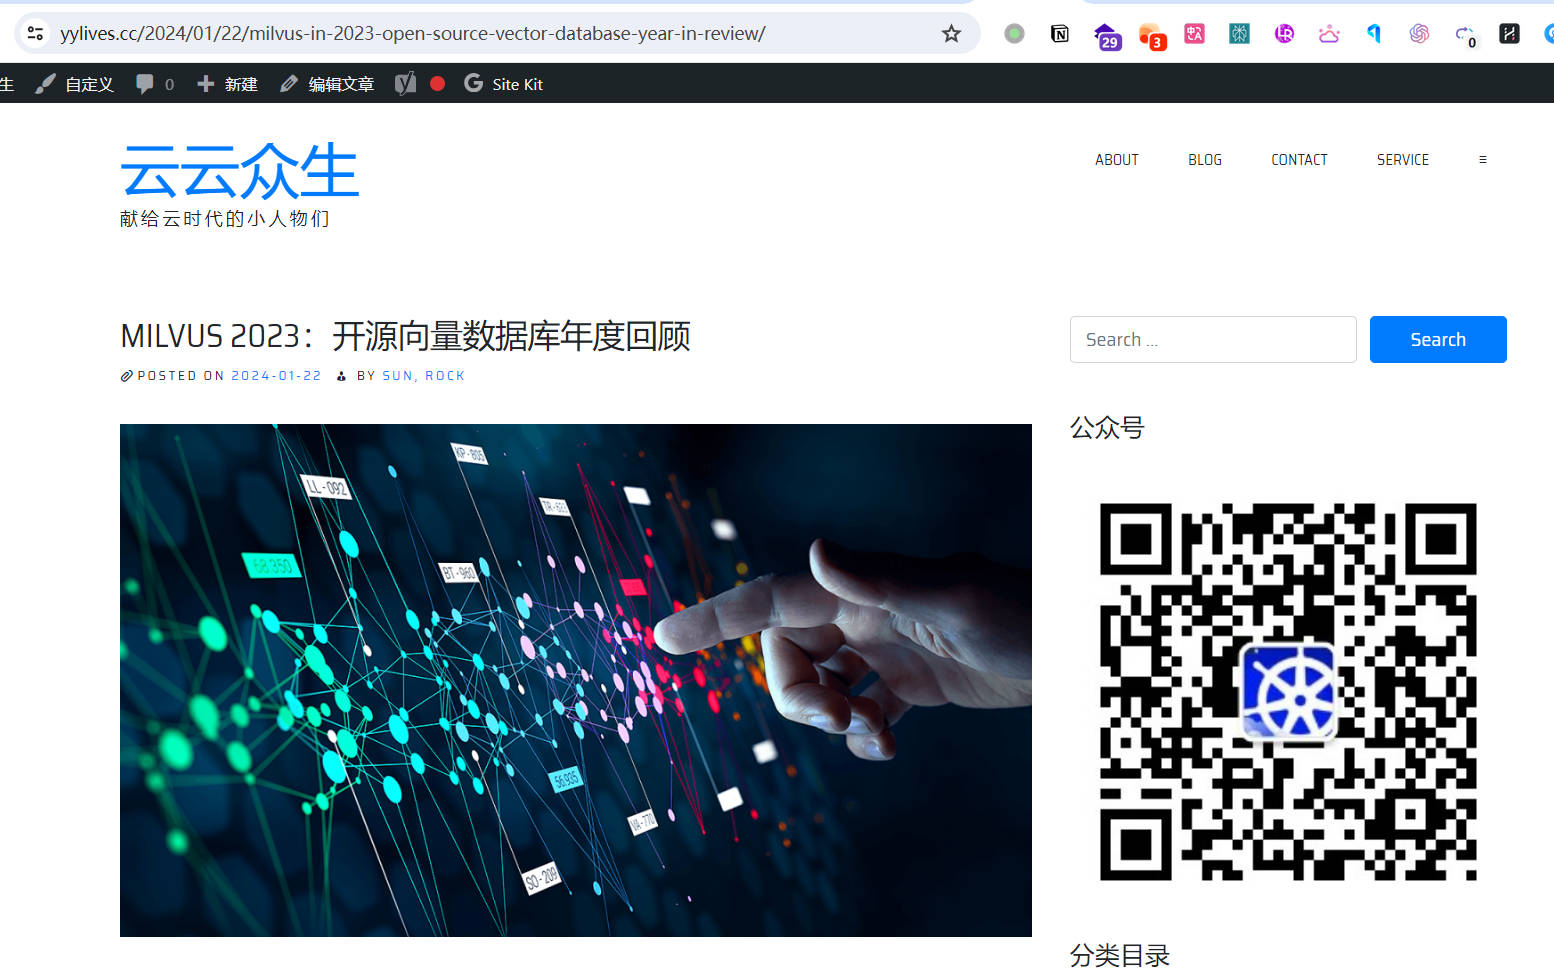 yylives.cc/2024/01/22/milvus-in-2023-open-source-vector-database-year-in-review/
29
3
0
生 自定义 0 新建 编辑文章 Site Kit
云云众生
献给云时代的小人物们
ABOUT BLOG CONTACT SERVICE
MILVUS 2023：开源向量数据库年度回顾
POSTED ON 2024-01-22 BY SUN, ROCK
Search ...
Search
KP-805
LL-092
TR-623
68.350
BT-960
56.935
VA-770
SO-209
公众号
分类目录